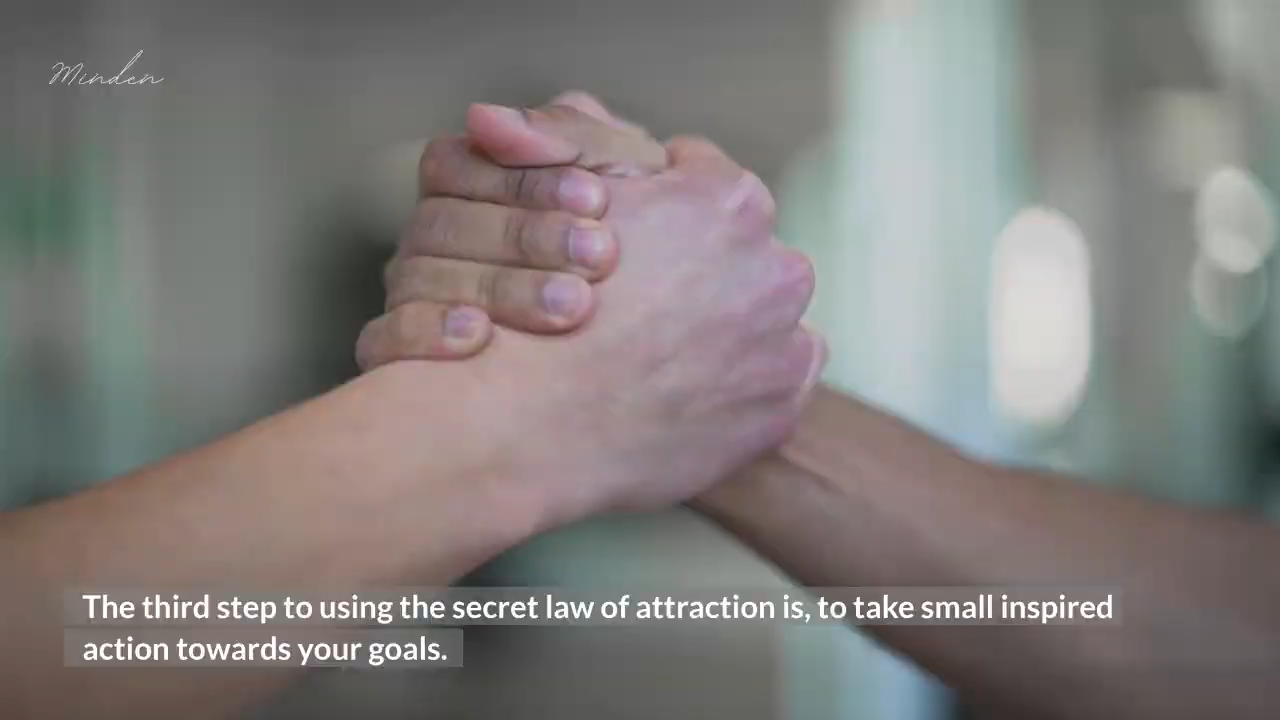 Minden
The third step to using the secret law of attraction is, to take small inspired
action towards your goals.